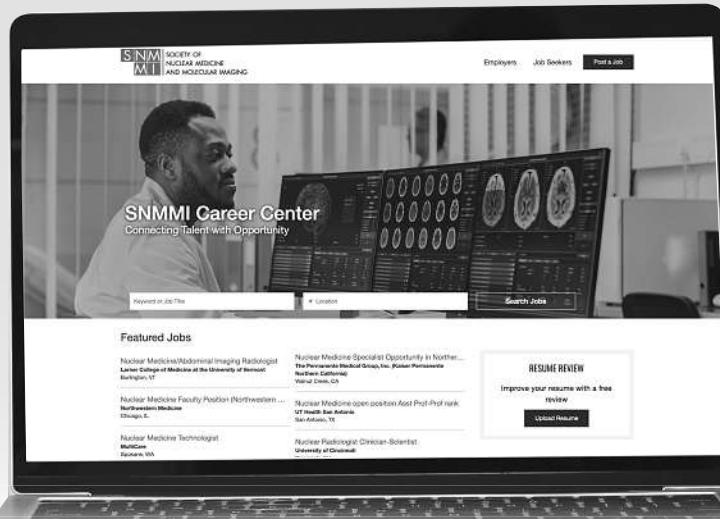 SNM
MI
SOCIETY OF
NUCLEAR MEDICINE
AND MOLECULAR IMAGING
Employers
Job Seekers
Post a Job
SNMMI Career Center
Connecting Talent with Opportunity
Keyword or Job Title
Location
Search Jobs
Featured Jobs
Nuclear Medicine/Abdominal Imaging Radiologist
Larner College of Medicine at the University of Vermont
Burlington, VT
Nuclear Medicine Faculty Position (Northwestern ...
Northwestern Medicine
Chicago, IL
Nuclear Medicine Technologist
MultiCare
Spokane, WA
Nuclear Medicine Specialist Opportunity in Norther...
The Permanente Medical Group, Inc. (Kaiser Permanente
Northern California)
Walnut Creek, CA
Nuclear Medicine open position Asst Prof-Prof rank
UT Health San Antonio
San Antonio, TX
Nuclear Radiologist Clinician-Scientist
University of Cincinnati
RESUME REVIEW
Improve your resume with a free
review
Upload Resume